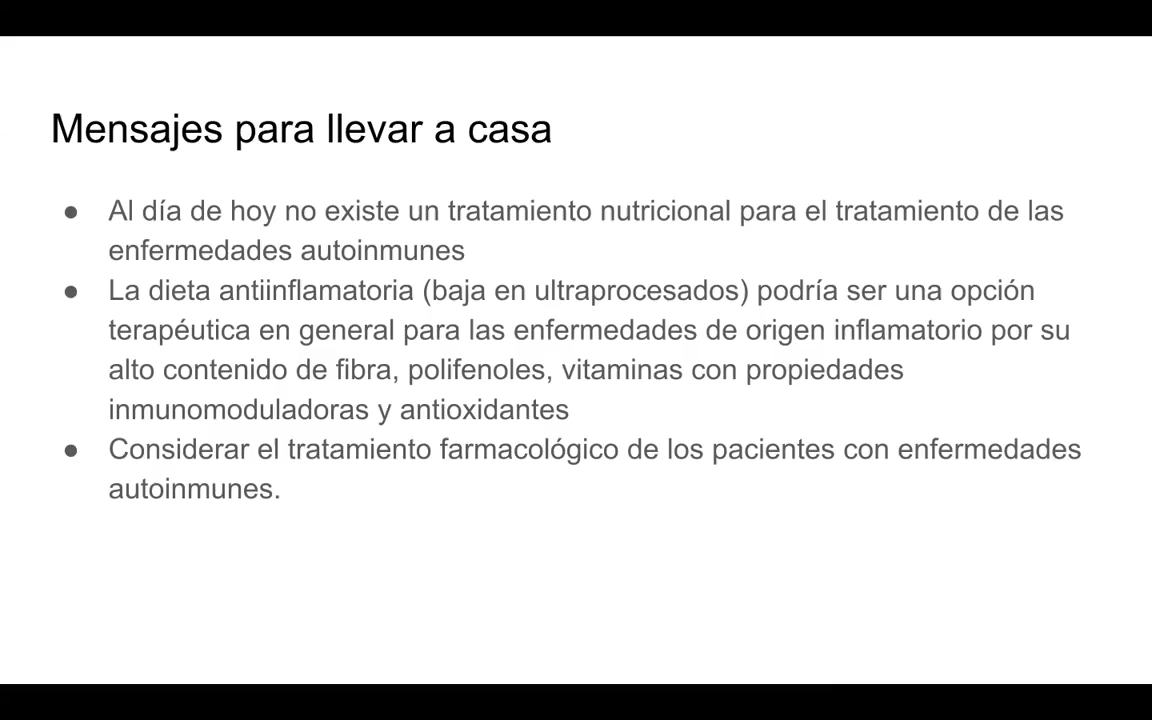 Mensajes para llevar a casa
● Al día de hoy no existe un tratamiento nutricional para el tratamiento de las
enfermedades autoinmunes
● La dieta antiinflamatoria (baja en ultraprocesados) podría ser una opción
terapéutica en general para las enfermedades de origen inflamatorio por su
alto contenido de fibra, polifenoles, vitaminas con propiedades
inmunomoduladoras y antioxidantes
● Considerar el tratamiento farmacológico de los pacientes con enfermedades
autoinmunes.